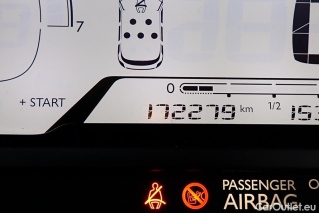 7
0
+ START
172279 km
1/2
153
PASSENGER
AIRBAG
CarOutlet.eu